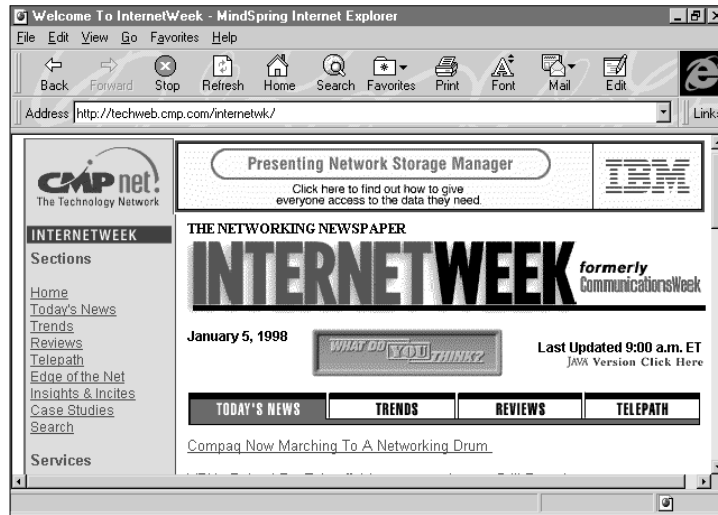 Welcome To InternetWeek - MindSpring Internet Explorer
File Edit View Go Favorites Help
Back Forward Stop Refresh Home Search Favorites Print Font Mail Edit
Address http://techweb.cmp.com/internetwk/ Links
CMP net!
The Technology Network
Presenting Network Storage Manager
Click here to find out how to give
everyone access to the data they need.
IBM
INTERNETWEEK
Sections
Home
Today's News
Trends
Reviews
Telepath
Edge of the Net
Insights & Incites
Case Studies
Search
Services
THE NETWORKING NEWSPAPER
INTERNETWEEK
formerly
CommunicationsWeek
January 5, 1998
WHAT DO YOU THINK?
Last Updated 9:00 a.m. ET
JAVA Version Click Here
TODAY'S NEWS TRENDS REVIEWS TELEPATH
Compaq Now Marching To A Networking Drum